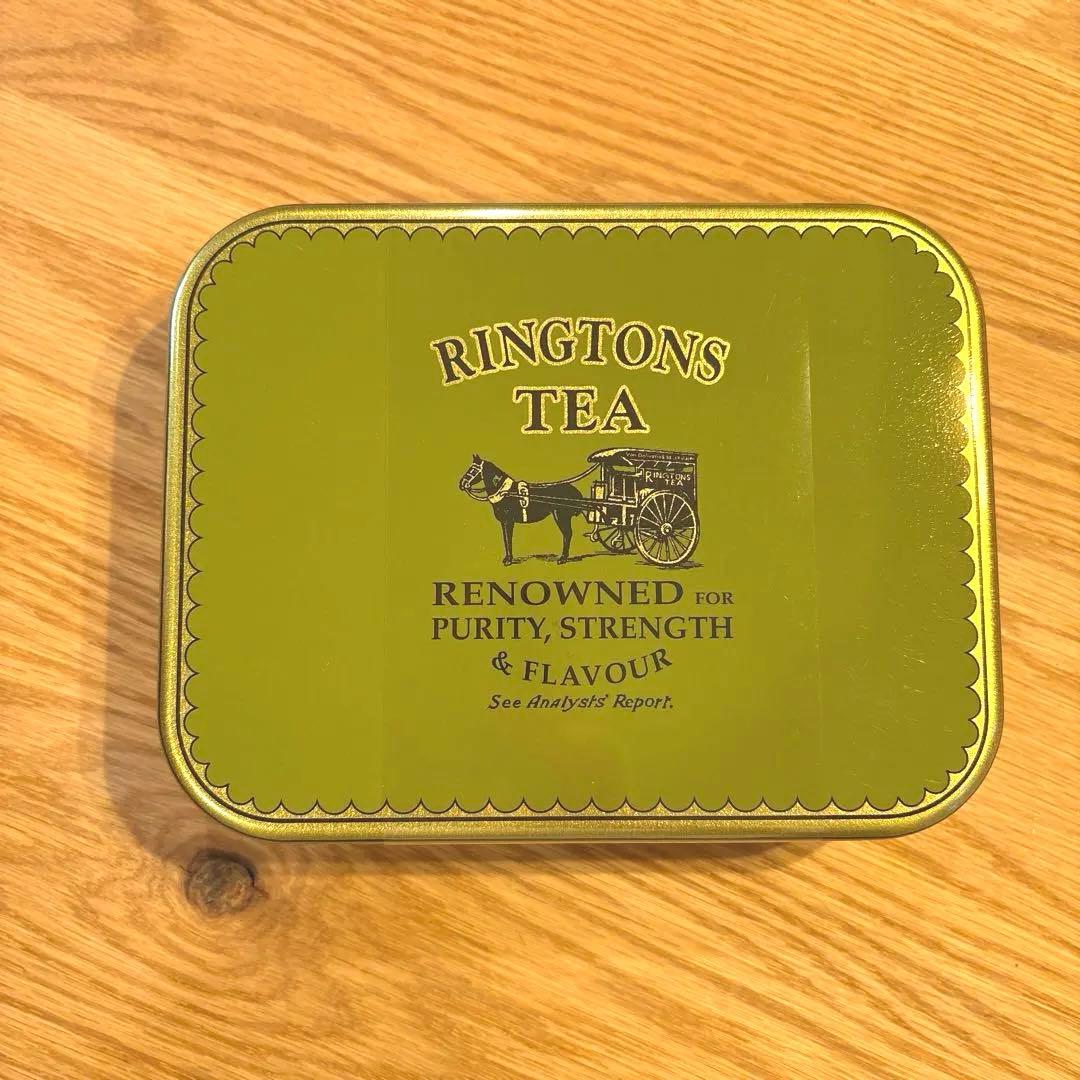 RINGTONS
TEA
RINGTONS
TEA
RENOWNED FOR
PURITY, STRENGTH
& FLAVOUR
See Analysts' Report.